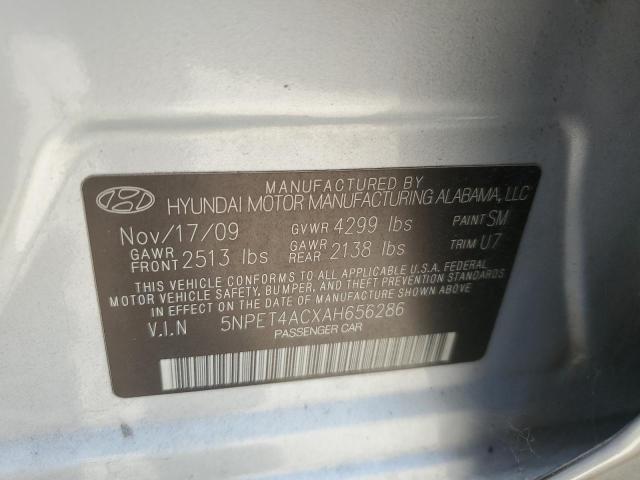 MANUFACTURED BY
HYUNDAI MOTOR MANUFACTURING ALABAMA, LLC
Nov/17/09 GVWR 4299 lbs PAINT SM
GAWR FRONT 2513 lbs GAWR REAR 2138 lbs TRIM U7
THIS VEHICLE CONFORMS TO ALL APPLICABLE U.S.A. FEDERAL
MOTOR VEHICLE SAFETY, BUMPER, AND THEFT PREVENTION STANDARDS
IN EFFECT ON THE DATE OF MANUFACTURE SHOWN ABOVE.
V.I.N 5NPET4ACXAH656286
PASSENGER CAR